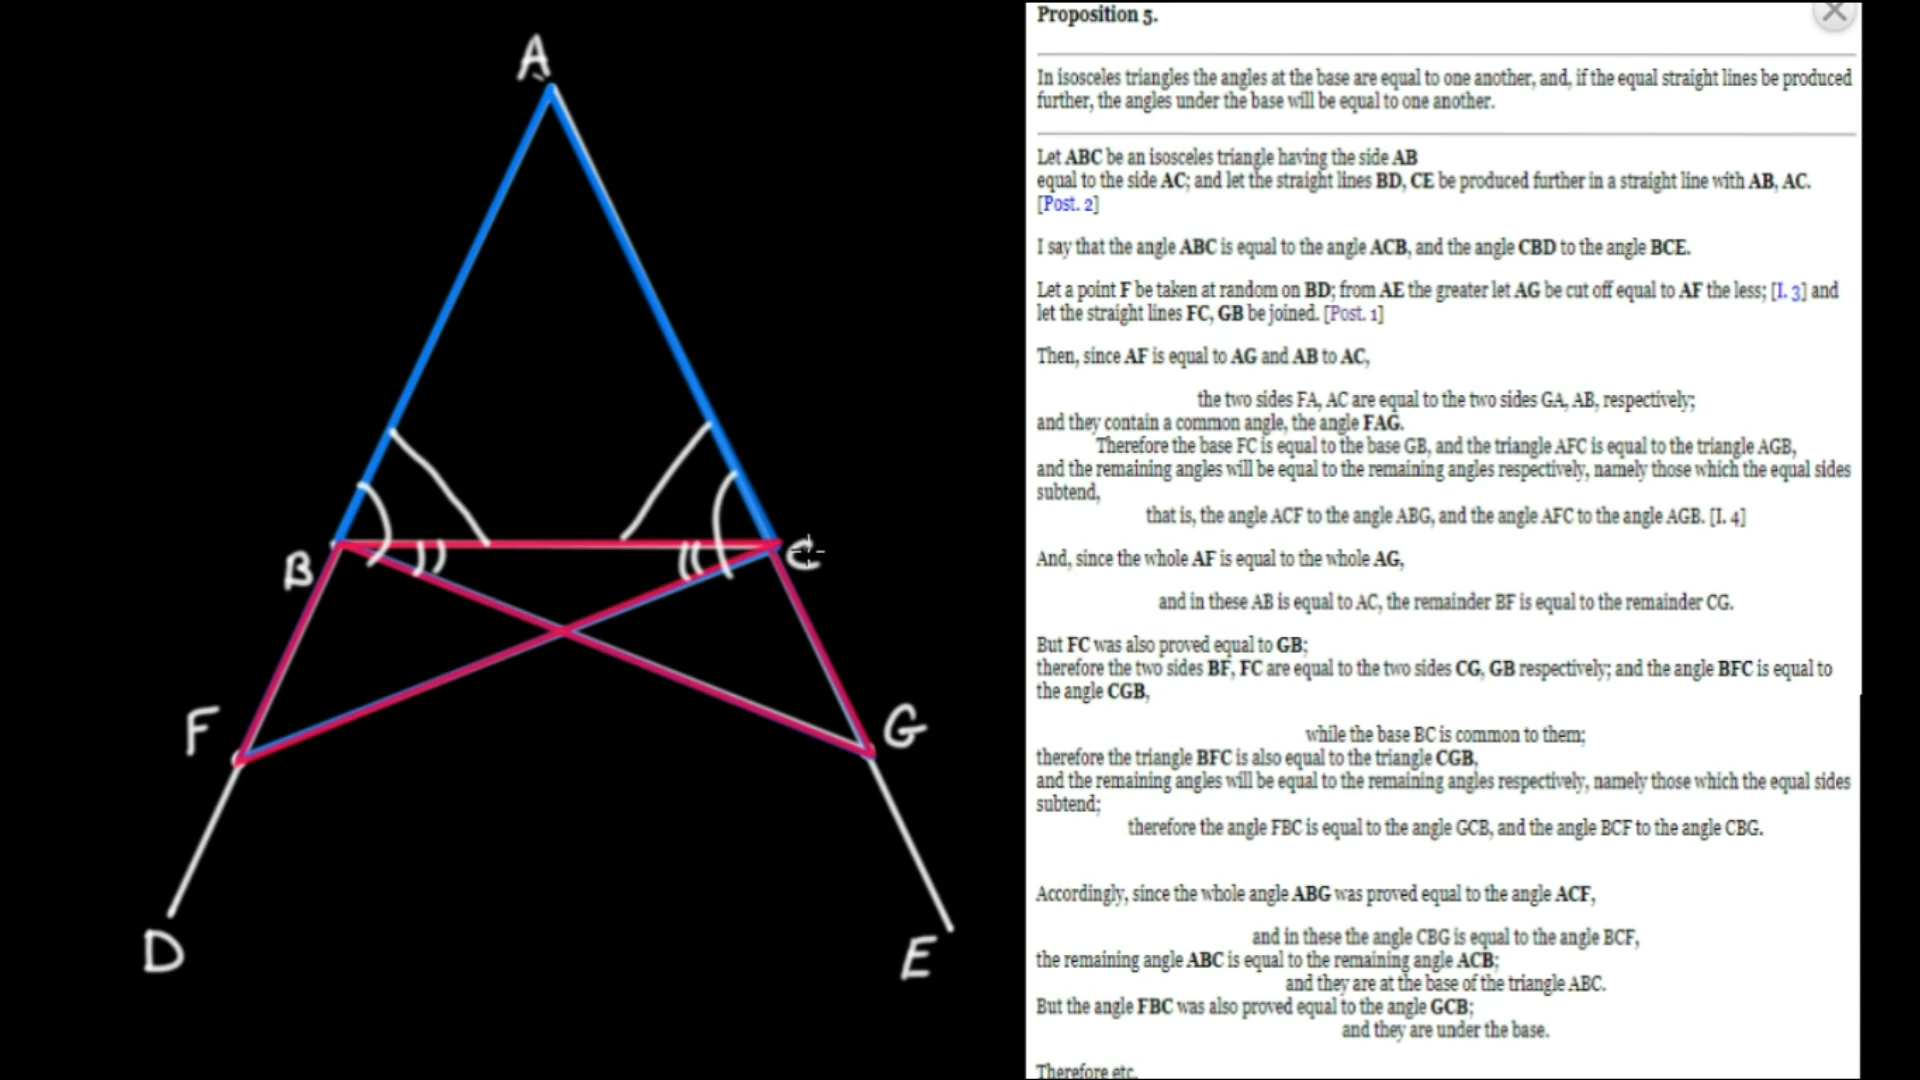 A
B
C
F
G
D
E
Proposition 5.
In isosceles triangles the angles at the base are equal to one another, and, if the equal straight lines be produced
further, the angles under the base will be equal to one another.
Let ABC be an isosceles triangle having the side AB
equal to the side AC; and let the straight lines BD, CE be produced further in a straight line with AB, AC.
[Post. 2]
I say that the angle ABC is equal to the angle ACB, and the angle CBD to the angle BCE.
Let a point F be taken at random on BD; from AE the greater let AG be cut off equal to AF the less; [I. 3] and
let the straight lines FC, GB be joined. [Post. 1]
Then, since AF is equal to AG and AB to AC,
the two sides FA, AC are equal to the two sides GA, AB, respectively;
and they contain a common angle, the angle FAG.
Therefore the base FC is equal to the base GB, and the triangle AFC is equal to the triangle AGB,
and the remaining angles will be equal to the remaining angles respectively, namely those which the equal sides
subtend,
that is, the angle ACF to the angle ABG, and the angle AFC to the angle AGB. [I. 4]
And, since the whole AF is equal to the whole AG,
and in these AB is equal to AC, the remainder BF is equal to the remainder CG.
But FC was also proved equal to GB;
therefore the two sides BF, FC are equal to the two sides CG, GB respectively; and the angle BFC is equal to
the angle CGB,
while the base BC is common to them;
therefore the triangle BFC is also equal to the triangle CGB,
and the remaining angles will be equal to the remaining angles respectively, namely those which the equal sides
subtend;
therefore the angle FBC is equal to the angle GCB, and the angle BCF to the angle CBG.
Accordingly, since the whole angle ABG was proved equal to the angle ACF,
and in these the angle CBG is equal to the angle BCF,
the remaining angle ABC is equal to the remaining angle ACB;
and they are at the base of the triangle ABC.
But the angle FBC was also proved equal to the angle GCB;
and they are under the base.
Therefore etc.